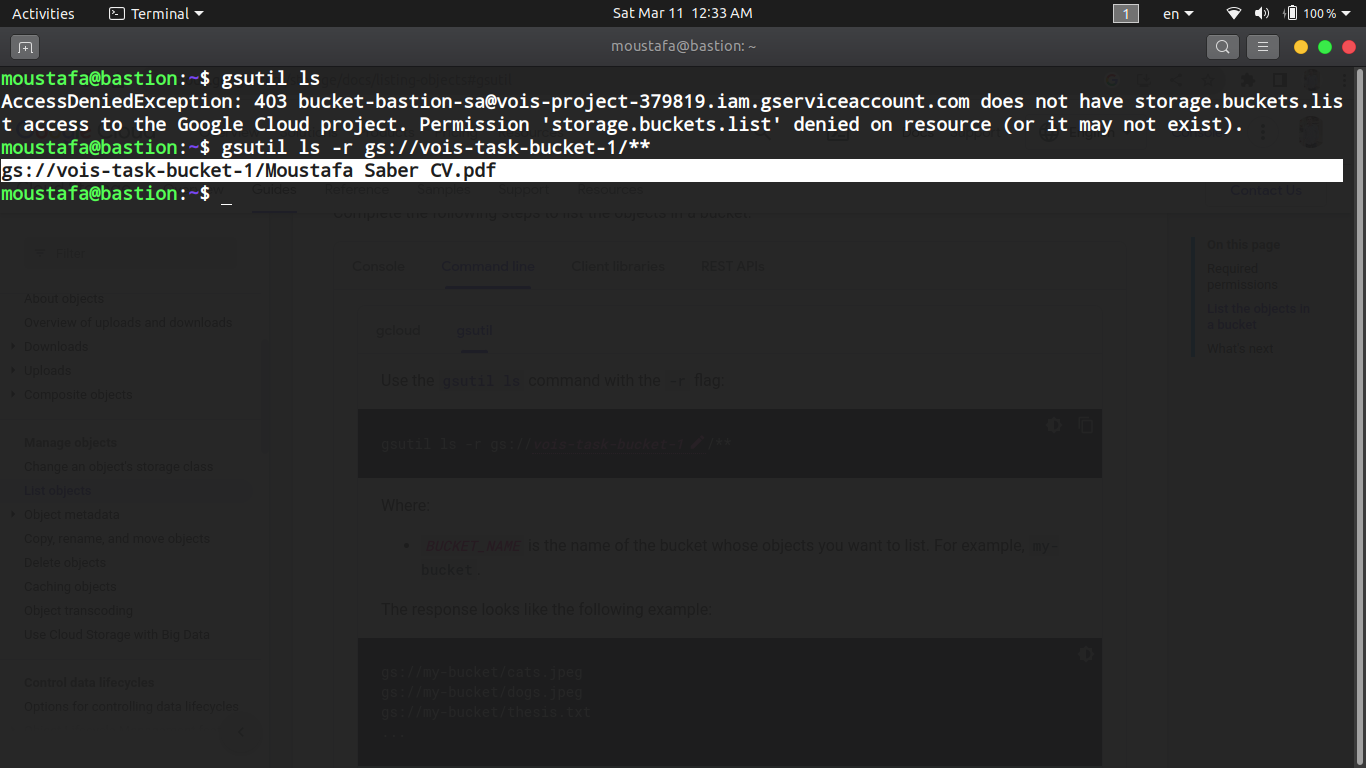 Activities
Terminal
Sat Mar 11 12:33 AM
1
en
100 %
moustafa@bastion: ~
moustafa@bastion:~$ gsutil ls
AccessDeniedException: 403 bucket-bastion-sa@vois-project-379819.iam.gserviceaccount.com does not have storage.buckets.lis
t access to the Google Cloud project. Permission 'storage.buckets.list' denied on resource (or it may not exist).
moustafa@bastion:~$ gsutil ls -r gs://vois-task-bucket-1/**
gs://vois-task-bucket-1/Moustafa Saber CV.pdf
moustafa@bastion:~$ _
Guides Reference Samples Support Resources
Contact Us
Complete the following steps to list the objects in a bucket:
Filter
About objects
Overview of uploads and downloads
Downloads
Uploads
Composite objects
Manage objects
Change an object's storage class
List objects
Object metadata
Copy, rename, and move objects
Delete objects
Caching objects
Object transcoding
Use Cloud Storage with Big Data
Control data lifecycles
Options for controlling data lifecycles
Console Command line Client libraries REST APIs
gcloud gsutil
Use the gsutil ls command with the -r flag:
gsutil ls -r gs://vois-task-bucket-1/**
Where:
• BUCKET_NAME is the name of the bucket whose objects you want to list. For example, my-
bucket.
The response looks like the following example:
gs://my-bucket/cats.jpeg
gs://my-bucket/dogs.jpeg
gs://my-bucket/thesis.txt
On this page
Required
permissions
List the objects in
a bucket
What's next